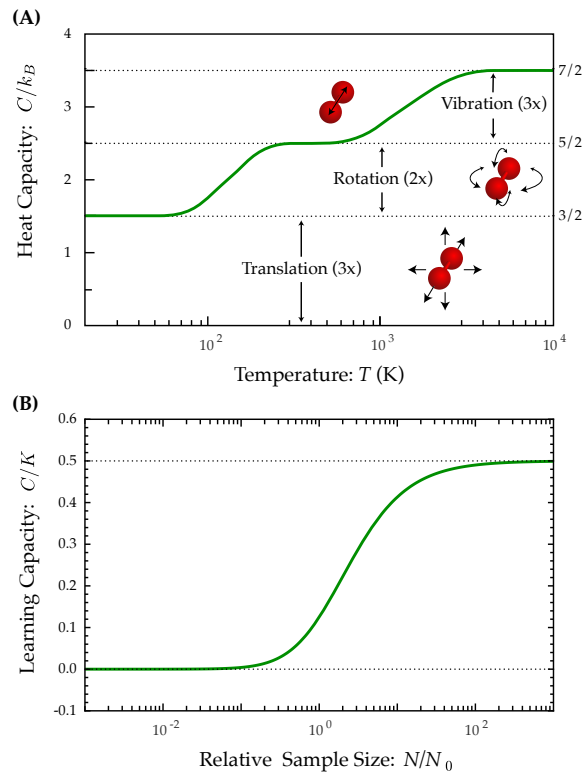 (A)
4
3
2
1
0
7/2
5/2
3/2
Vibration (3x)
Rotation (2x)
Translation (3x)
Heat Capacity: C/k_B
10^2
10^3
10^4
Temperature: T (K)
(B)
0.6
0.5
0.4
0.3
0.2
0.1
0.0
-0.1
Learning Capacity: C/K
10^-2
10^0
10^2
Relative Sample Size: N/N_0